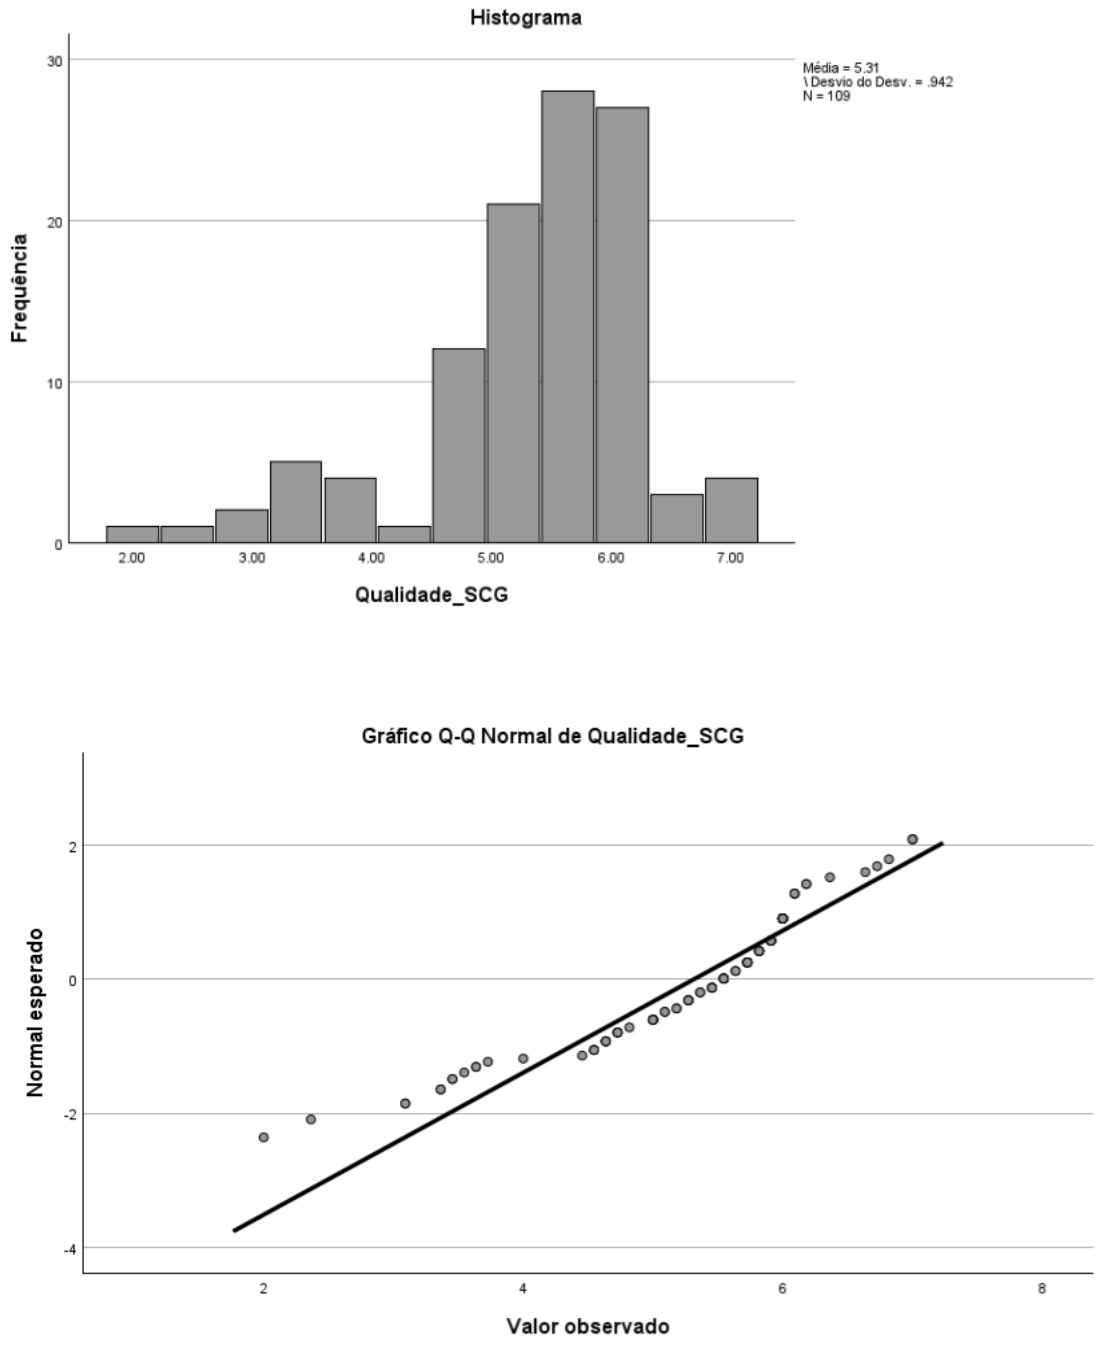 Histograma
Média = 5.31
\ Desvio do Desv. = .942
N = 109
Frequência
30
20
10
0
2.00 3.00 4.00 5.00 6.00 7.00
Qualidade_SCG
Gráfico Q-Q Normal de Qualidade_SCG
Normal esperado
2
0
-2
-4
2 4 6 8
Valor observado